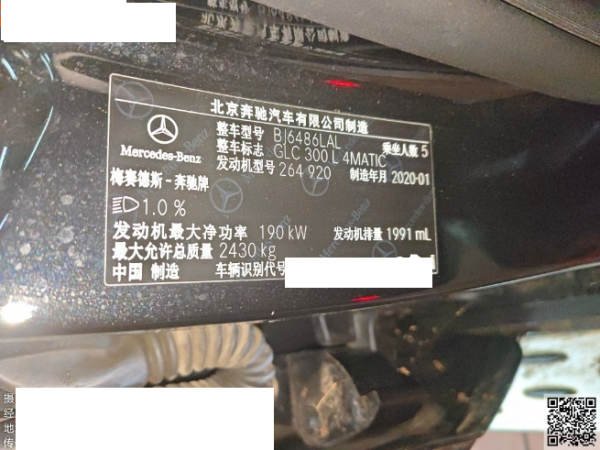 北京奔驰汽车有限公司制造
整车型号 BJ6486LAL
乘坐人数 5
整车标志 GLC 300 L 4MATIC
发动机型号 264 920
制造年月 2020-01
Mercedes-Benz
梅赛德斯-奔驰牌
1.0 %
发动机最大净功率 190 kW
发动机排量 1991 mL
最大允许总质量 2430 kg
中国 制造
车辆识别代号
摄
经
地
传